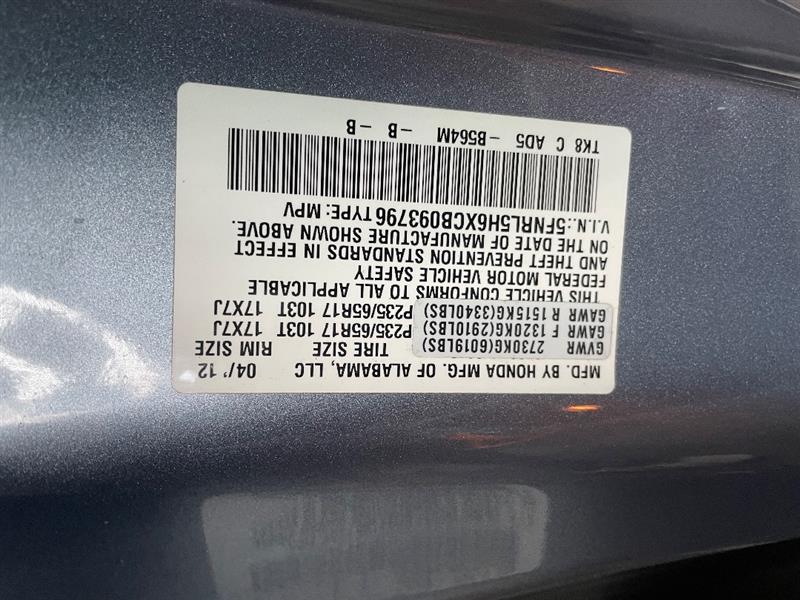 MFD. BY HONDA MFG. OF ALABAMA, LLC 04/'12
GVWR 2730KG(6019LBS) TIRE SIZE RIM SIZE
GAWR F 1320KG(2910LBS) P235/65R17 103T 17X7J
GAWR R 1515KG(3340LBS) P235/65R17 103T 17X7J
THIS VEHICLE CONFORMS TO ALL APPLICABLE
FEDERAL MOTOR VEHICLE SAFETY
AND THEFT PREVENTION STANDARDS IN EFFECT
ON THE DATE OF MANUFACTURE SHOWN ABOVE.
V.I.N.:5FNRL5H6XCB093796 TYPE: MPV
TK8 C AD5 -B564M -B -B